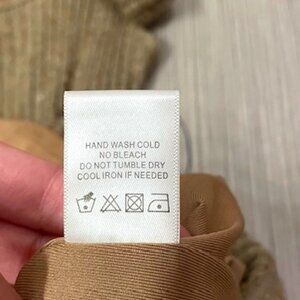 HAND WASH COLD
NO BLEACH
DO NOT TUMBLE DRY
COOL IRON IF NEEDED